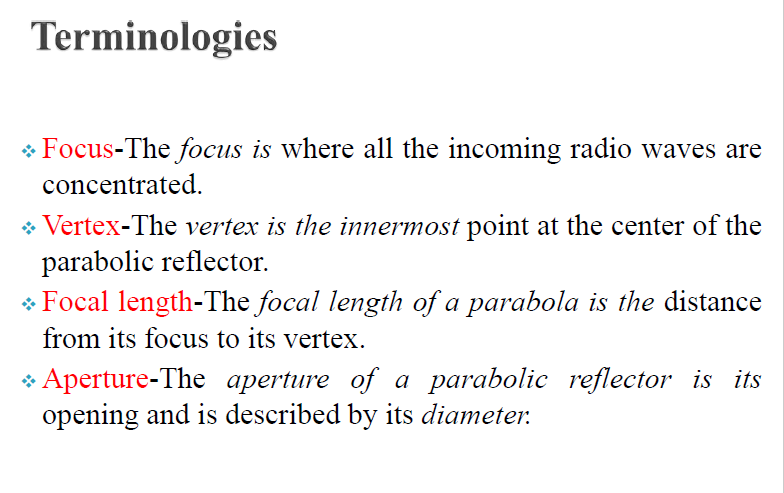 Terminologies
❖ Focus-The focus is where all the incoming radio waves are
concentrated.
❖ Vertex-The vertex is the innermost point at the center of the
parabolic reflector.
❖ Focal length-The focal length of a parabola is the distance
from its focus to its vertex.
❖ Aperture-The aperture of a parabolic reflector is its
opening and is described by its diameter.